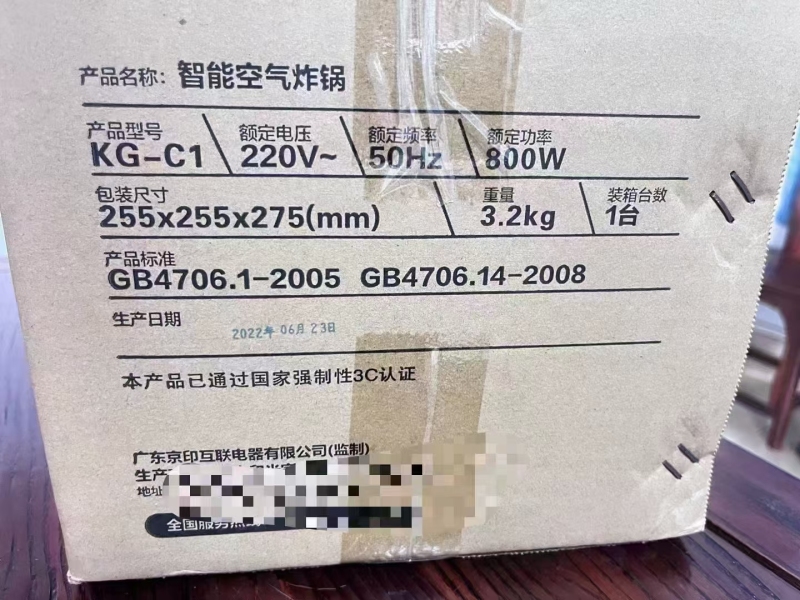 产品名称：智能空气炸锅
产品型号 额定电压 额定频率 额定功率
KG-C1 220V~ 50Hz 800W
包装尺寸 重量 装箱台数
255x255x275(mm) 3.2kg 1台
产品标准
GB4706.1-2005 GB4706.14-2008
生产日期
2022年 06月 23日
本产品已通过国家强制性3C认证
广东京印互联电器有限公司(监制)
生产
地址
全国服务热